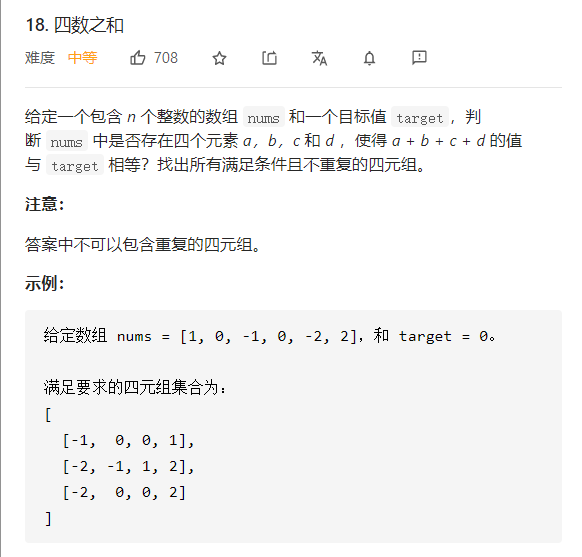 18. 四数之和
难度 中等 708
给定一个包含 n 个整数的数组 nums 和一个目标值 target，判
断 nums 中是否存在四个元素 a，b，c 和 d ，使得 a + b + c + d 的值
与 target 相等？找出所有满足条件且不重复的四元组。
注意：
答案中不可以包含重复的四元组。
示例：
给定数组 nums = [1, 0, -1, 0, -2, 2]，和 target = 0。
满足要求的四元组集合为：
[
  [-1,  0, 0, 1],
  [-2, -1, 1, 2],
  [-2,  0, 0, 2]
]